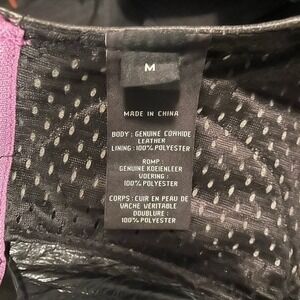 M
MADE IN CHINA
BODY : GENUINE COWHIDE
LEATHER
LINING : 100% POLYESTER
ROMP :
GENUINE KOEIENLEER
VOERING :
100% POLYESTER
CORPS : CUIR EN PEAU DE
VACHE VÉRITABLE
DOUBLURE :
100% POLYESTER